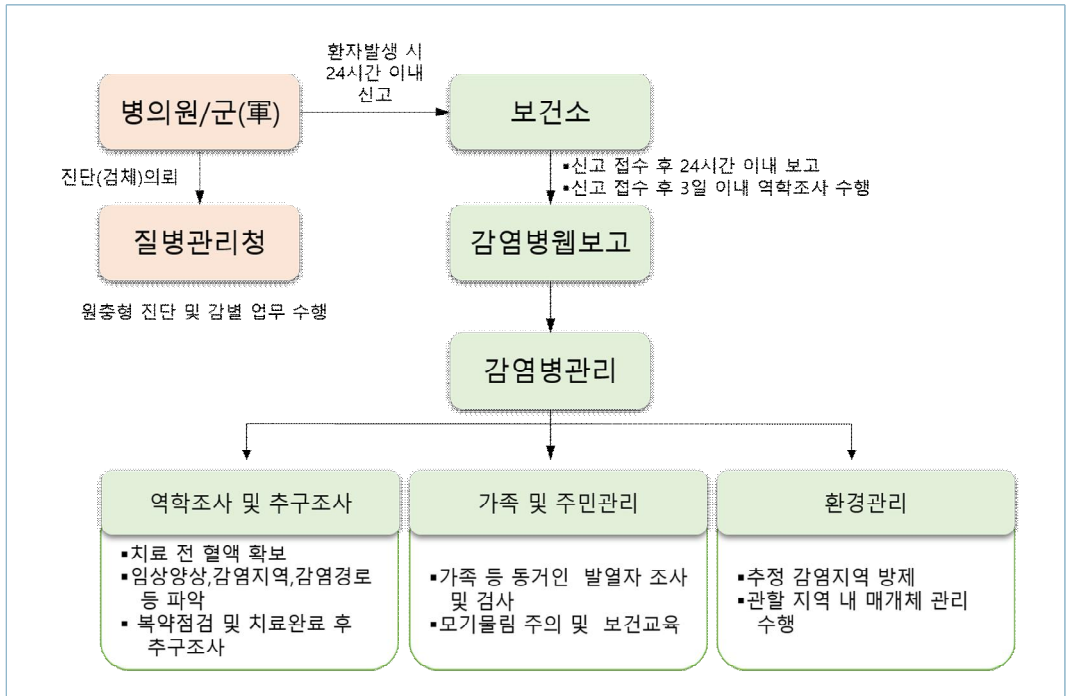 환자발생 시
24시간 이내
신고
병의원/군(軍)
보건소
진단(검체)의뢰
▪신고 접수 후 24시간 이내 보고
▪신고 접수 후 3일 이내 역학조사 수행
질병관리청
감염병웹보고
원충형 진단 및 감별 업무 수행
감염병관리
역학조사 및 추구조사
▪치료 전 혈액 확보
▪임상양상,감염지역,감염경로
등 파악
▪ 복약점검 및 치료완료 후
추구조사
가족 및 주민관리
▪가족 등 동거인 발열자 조사
및 검사
▪모기물림 주의 및 보건교육
환경관리
▪추정 감염지역 방제
▪관할 지역 내 매개체 관리
수행